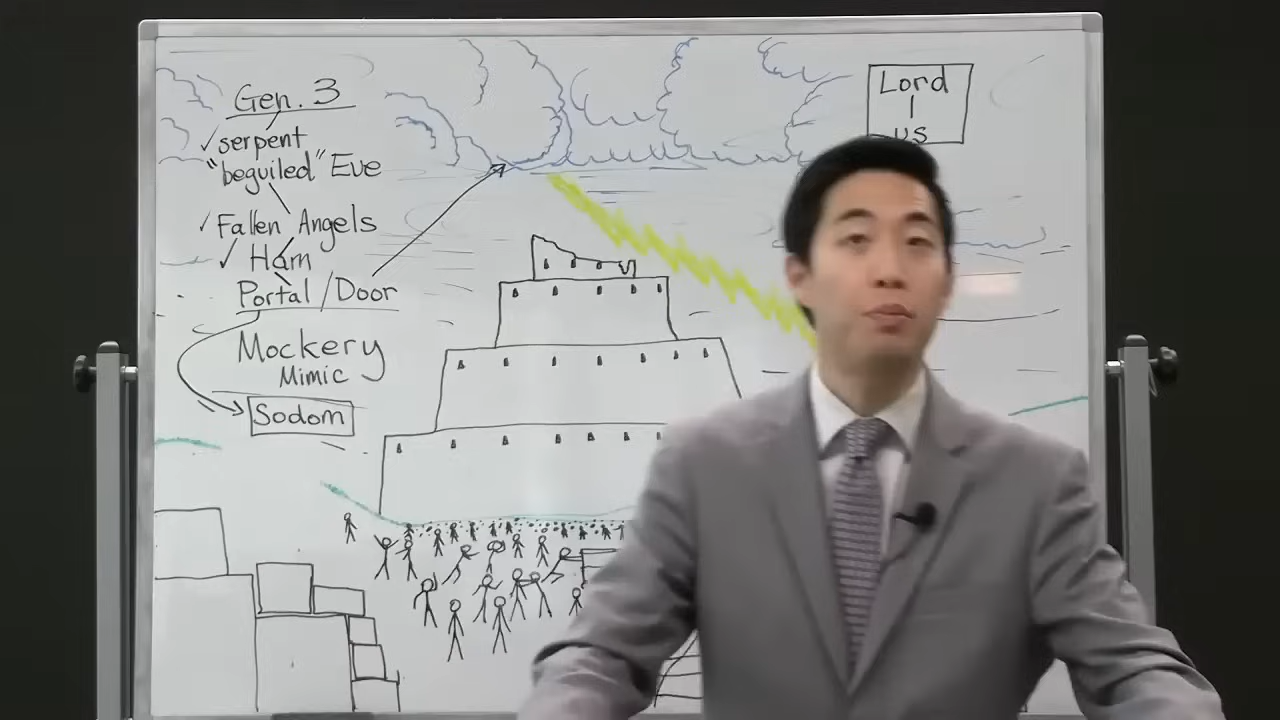 Gen. 3
serpent
"beguiled" Eve
Fallen Angels
Ham
Portal / Door
Mockery
Mimic
Sodom
Lord
us